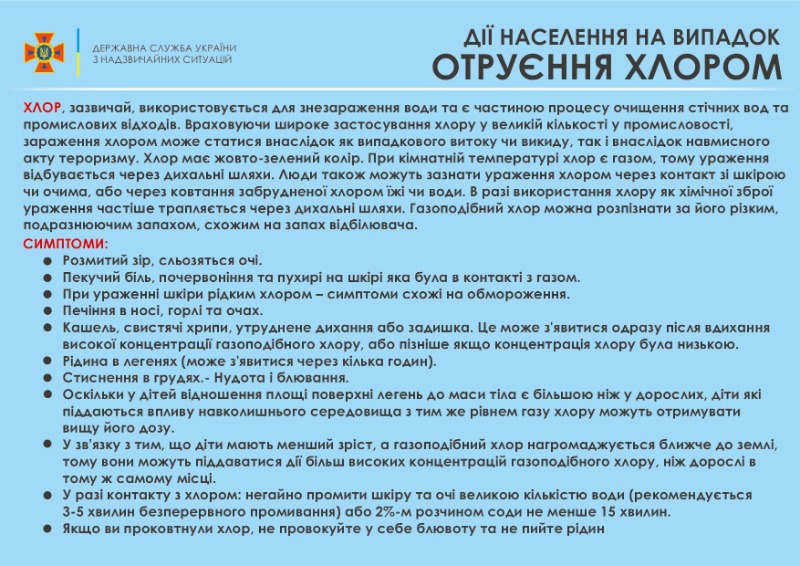 ДЕРЖАВНА СЛУЖБА УКРАЇНИ
З НАДЗВИЧАЙНИХ СИТУАЦІЙ
ДІЇ НАСЕЛЕННЯ НА ВИПАДОК
ОТРУЄННЯ ХЛОРОМ
ХЛОР, зазвичай, використовується для знезараження води та є частиною процесу очищення стічних вод та
промислових відходів. Враховуючи широке застосування хлору у великій кількості у промисловості,
зараження хлором може статися внаслідок як випадкового витоку чи викиду, так і внаслідок навмисного
акту тероризму. Хлор має жовто-зелений колір. При кімнатній температурі хлор є газом, тому ураження
відбувається через дихальні шляхи. Люди також можуть зазнати ураження хлором через контакт зі шкірою
чи очима, або через ковтання забрудненої хлором їжі чи води. В разі використання хлору як хімічної зброї
ураження частіше трапляється через дихальні шляхи. Газоподібний хлор можна розпізнати за його різким,
подразнюючим запахом, схожим на запах відбілювача.
СИМПТОМИ:
● Розмитий зір, сльозяться очі.
● Пекучий біль, почервоніння та пухирі на шкірі яка була в контакті з газом.
● При ураженні шкіри рідким хлором – симптоми схожі на обмороження.
● Печіння в носі, горлі та очах.
● Кашель, свистячі хрипи, утруднене дихання або задишка. Це може з'явитися одразу після вдихання
високої концентрації газоподібного хлору, або пізніше якщо концентрація хлору була низькою.
● Рідина в легенях (може з'явитися через кілька годин).
● Стиснення в грудях.- Нудота і блювання.
● Оскільки у дітей відношення площі поверхні легень до маси тіла є більшою ніж у дорослих, діти які
піддаються впливу навколишнього середовища з тим же рівнем газу хлору можуть отримувати
вищу його дозу.
● У зв'язку з тим, що діти мають менший зріст, а газоподібний хлор нагромаджується ближче до землі,
тому вони можуть піддаватися дії більш високих концентрацій газоподібного хлору, ніж дорослі в
тому ж самому місці.
● У разі контакту з хлором: негайно промити шкіру та очі великою кількістю води (рекомендується
3-5 хвилин безперервного промивання) або 2%-м розчином соди не менше 15 хвилин.
● Якщо ви проковтнули хлор, не провокуйте у себе блювоту та не пийте рідин